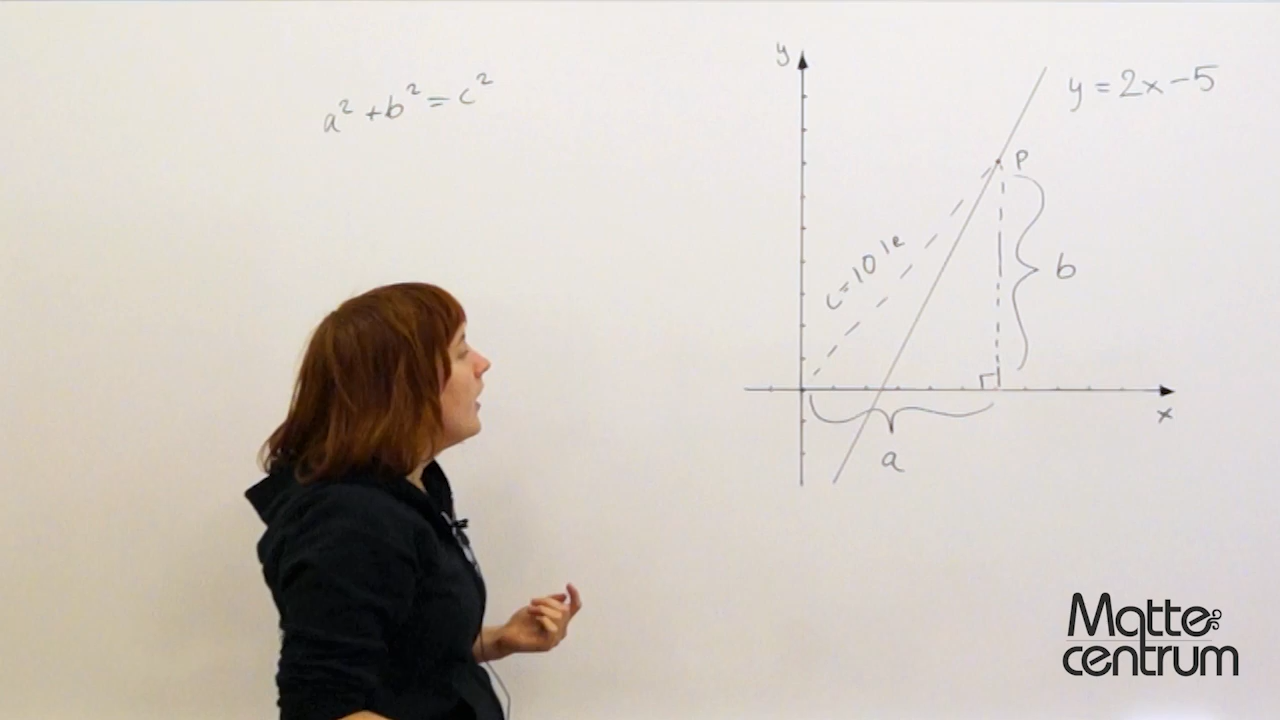 a² + b² = c²
y
y = 2x - 5
P
c = 10 le
b
x
a
Matte
centrum